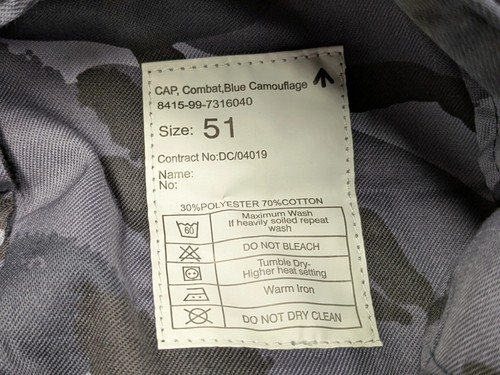 CAP, Combat,Blue Camouflage
8415-99-7316040
Size: 51
Contract No:DC/04019
Name:
No:
30%POLYESTER 70%COTTON
60
Maximum Wash
If heavily soiled repeat
wash
DO NOT BLEACH
Tumble Dry-
Higher heat setting
Warm Iron
DO NOT DRY CLEAN